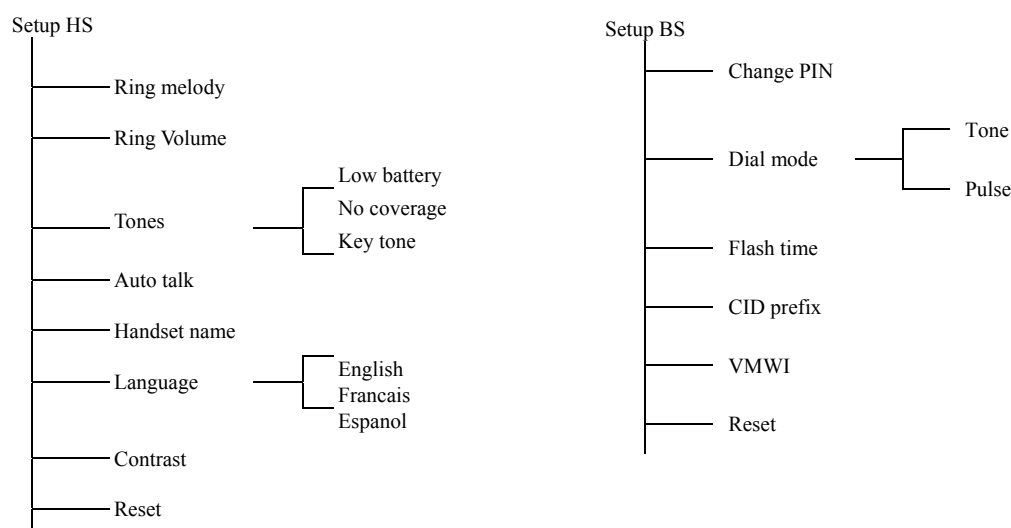 Setup HS
Ring melody
Ring Volume
Tones
Low battery
No coverage
Key tone
Auto talk
Handset name
Language
English
Francais
Espanol
Contrast
Reset
Setup BS
Change PIN
Dial mode
Tone
Pulse
Flash time
CID prefix
VMWI
Reset